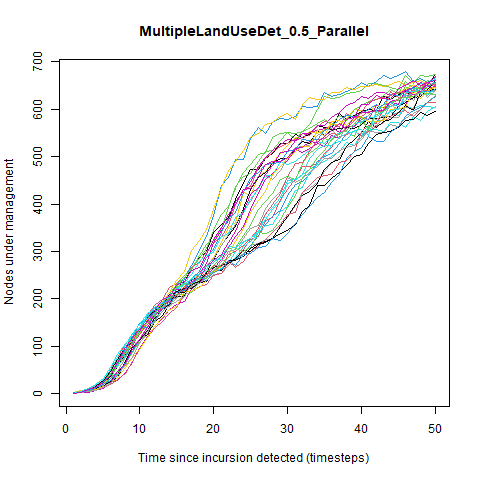 MultipleLandUseDet_0.5_Parallel
Nodes under management
700
600
500
400
300
200
100
0
0 10 20 30 40 50
Time since incursion detected (timesteps)